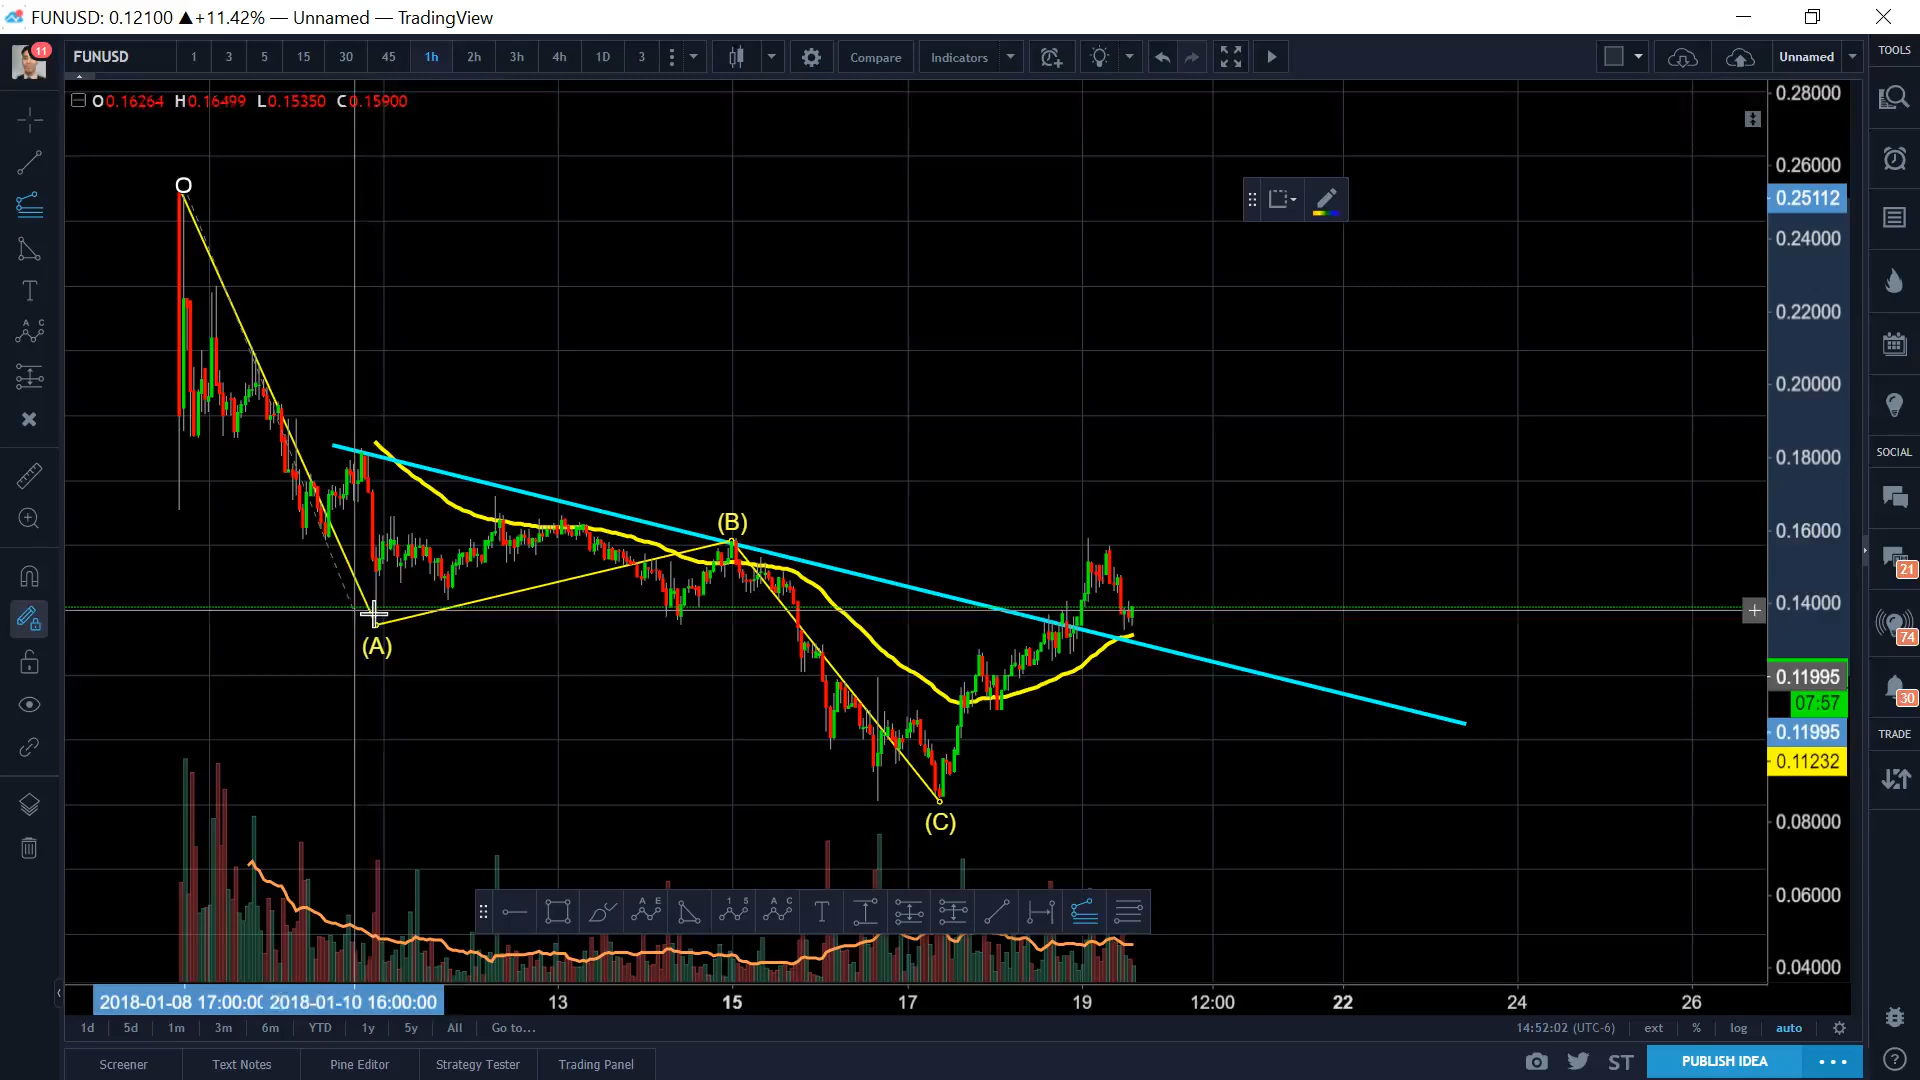 FUNUSD: 0.12100 ▲+11.42% — Unnamed — TradingView
11
FUNUSD 1 3 5 15 30 45 1h 2h 3h 4h 1D 3 Compare Indicators Unnamed
TOOLS
O0.16264 H0.16499 L0.15350 C0.15900
0.28000
0.26000
0.25112
0.24000
0.22000
0.20000
0.18000
0.16000
0.14000
0.11995
07:57
0.11995
0.11232
0.08000
0.06000
0.04000
O
(A)
(B)
(C)
A C
SOCIAL
21
74
30
TRADE
A E
1 5
A C
T
2018-01-08 17:00:00 2018-01-10 16:00:00 13 15 17 19 12:00 22 24 26
1d 5d 1m 3m 6m YTD 1y 5y All Go to... 14:52:02 (UTC-6) ext % log auto
Screener Text Notes Pine Editor Strategy Tester Trading Panel ST PUBLISH IDEA